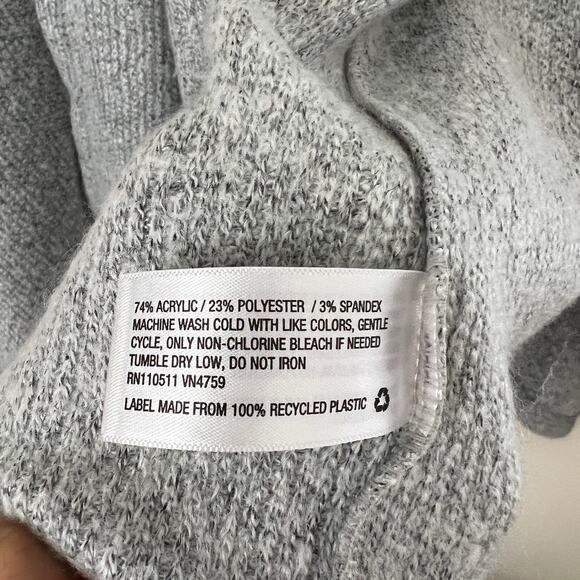 74% ACRYLIC / 23% POLYESTER / 3% SPANDEX
MACHINE WASH COLD WITH LIKE COLORS, GENTLE
CYCLE, ONLY NON-CHLORINE BLEACH IF NEEDED
TUMBLE DRY LOW, DO NOT IRON
RN110511 VN4759
LABEL MADE FROM 100% RECYCLED PLASTIC